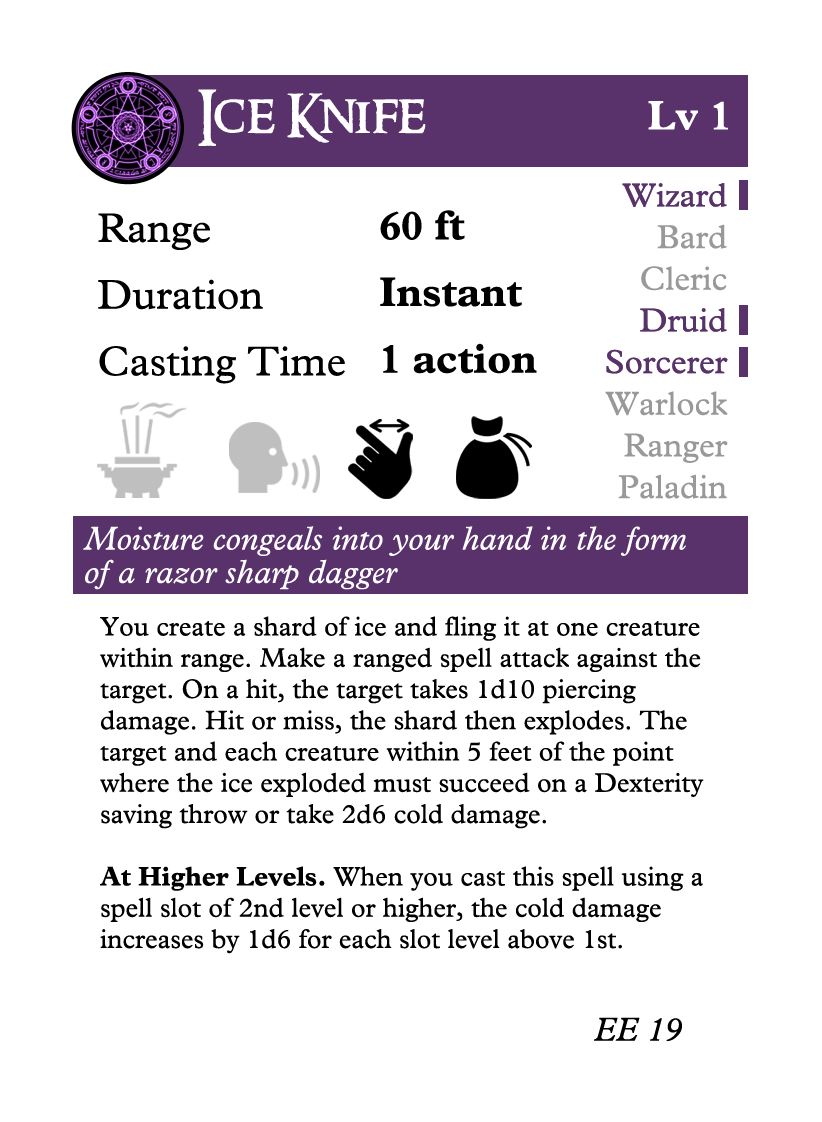 ICE KNIFE
Lv 1
Range 60 ft
Duration Instant
Casting Time 1 action
Wizard
Bard
Cleric
Druid
Sorcerer
Warlock
Ranger
Paladin
Moisture congeals into your hand in the form
of a razor sharp dagger
You create a shard of ice and fling it at one creature
within range. Make a ranged spell attack against the
target. On a hit, the target takes 1d10 piercing
damage. Hit or miss, the shard then explodes. The
target and each creature within 5 feet of the point
where the ice exploded must succeed on a Dexterity
saving throw or take 2d6 cold damage.
At Higher Levels. When you cast this spell using a
spell slot of 2nd level or higher, the cold damage
increases by 1d6 for each slot level above 1st.
EE 19